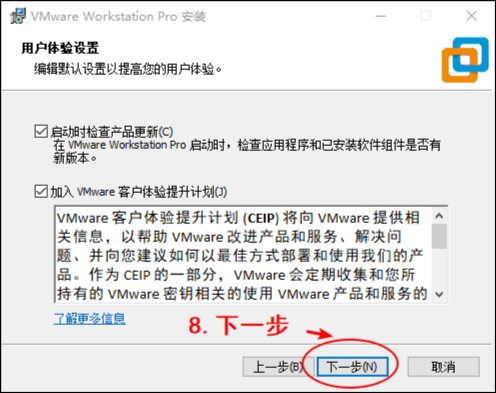 VMware Workstation Pro 安装
用户体验设置
编辑默认设置以提高您的用户体验。
启动时检查产品更新(C)
在 VMware Workstation Pro 启动时，检查应用程序和已安装软件组件是否有
新版本。
加入 VMware 客户体验提升计划(J)
VMware 客户体验提升计划 (CEIP) 将向 VMware 提供相
关信息，以帮助 VMware 改进产品和服务、解决问
题、并向您建议如何以最佳方式部署和使用我们的产
品。作为 CEIP 的一部分，VMware 会定期收集和您所
持有的 VMware 密钥相关的使用 VMware 产品和服务的
了解更多信息
8. 下一步
上一步(B)
下一步(N)
取消